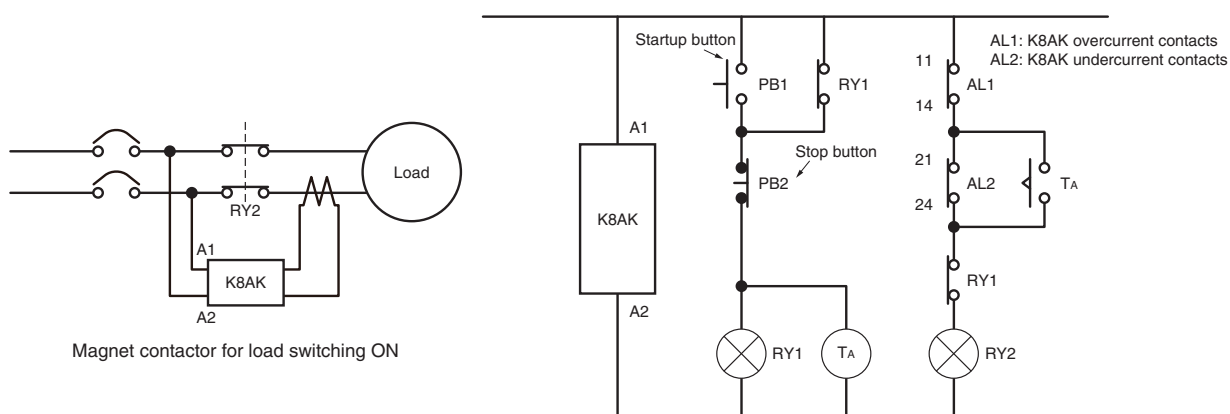 Load
RY2
A1
K8AK
A2
Magnet contactor for load switching ON
Startup button
PB1
RY1
Stop button
PB2
A1
K8AK
A2
RY1
TA
AL1: K8AK overcurrent contacts
AL2: K8AK undercurrent contacts
11
AL1
14
21
AL2
TA
24
RY1
RY2